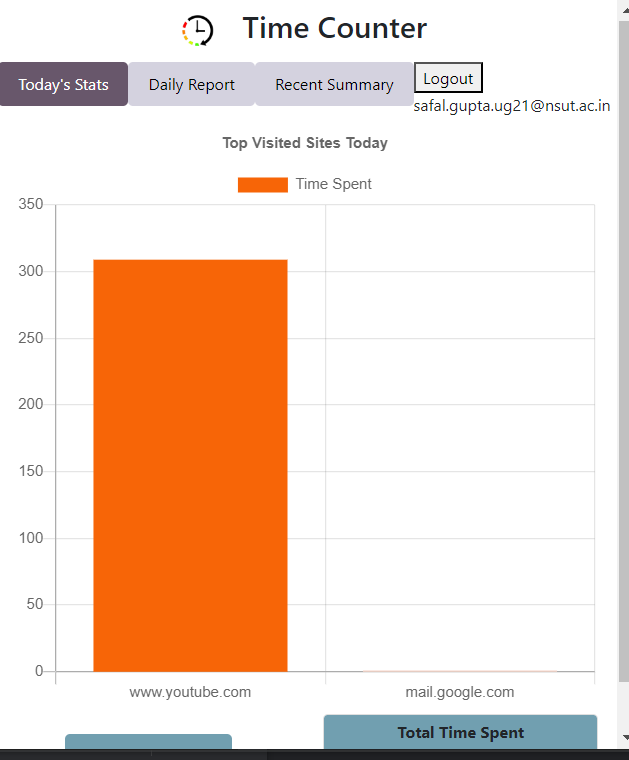 Time Counter
Today's Stats
Daily Report
Recent Summary
Logout
safal.gupta.ug21@nsut.ac.in
Top Visited Sites Today
Time Spent
350
300
250
200
150
100
50
0
www.youtube.com
mail.google.com
Total Time Spent